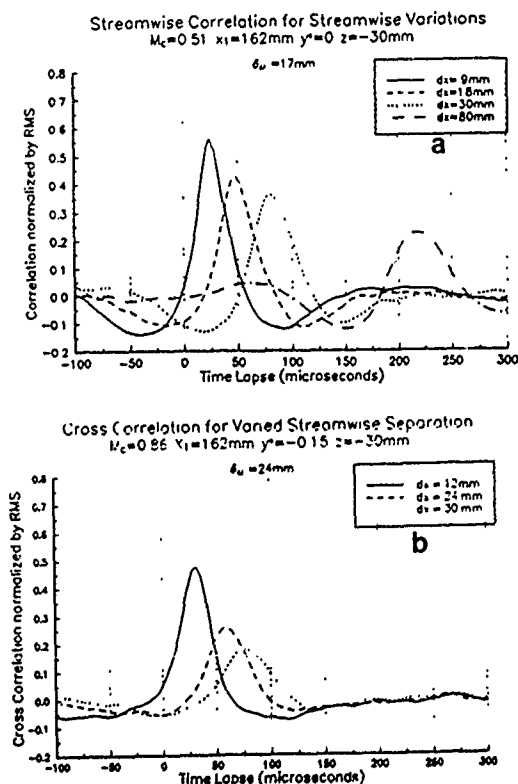 Streamwise Correlation for Streamwise Variations
Mc=0.51 x1=162mm y*=0 z=-30mm
δω=17mm
dx=9mm
dx=18mm
dx=30mm
dx=80mm
a
Correlation normalized by RMS
0.8
0.7
0.6
0.5
0.4
0.3
0.2
0.1
0.0
-0.1
-0.2
-100 -50 0 50 100 150 200 250 300
Time Lapse (microseconds)
Cross Correlation for Varied Streamwise Separation
Mc=0.86 X1=162mm y*=-0.15 z=-30mm
δω=24mm
dx=12mm
dx=24mm
dx=30mm
b
Cross Correlation normalized by RMS
0.8
0.7
0.6
0.5
0.4
0.3
0.2
0.1
0.0
-0.1
-0.2
-100 -50 0 50 100 150 200 250 300
Time Lapse (microseconds)